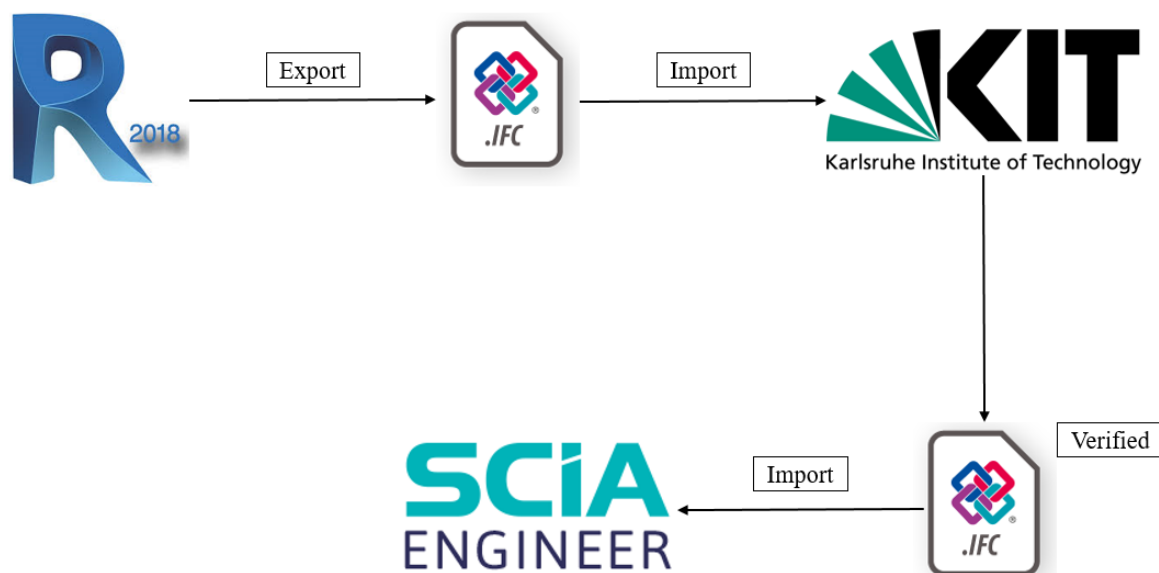 R
2018
Export
.IFC
®
Import
KIT
Karlsruhe Institute of Technology
Verified
Import
SCiA
ENGINEER
.IFC
®